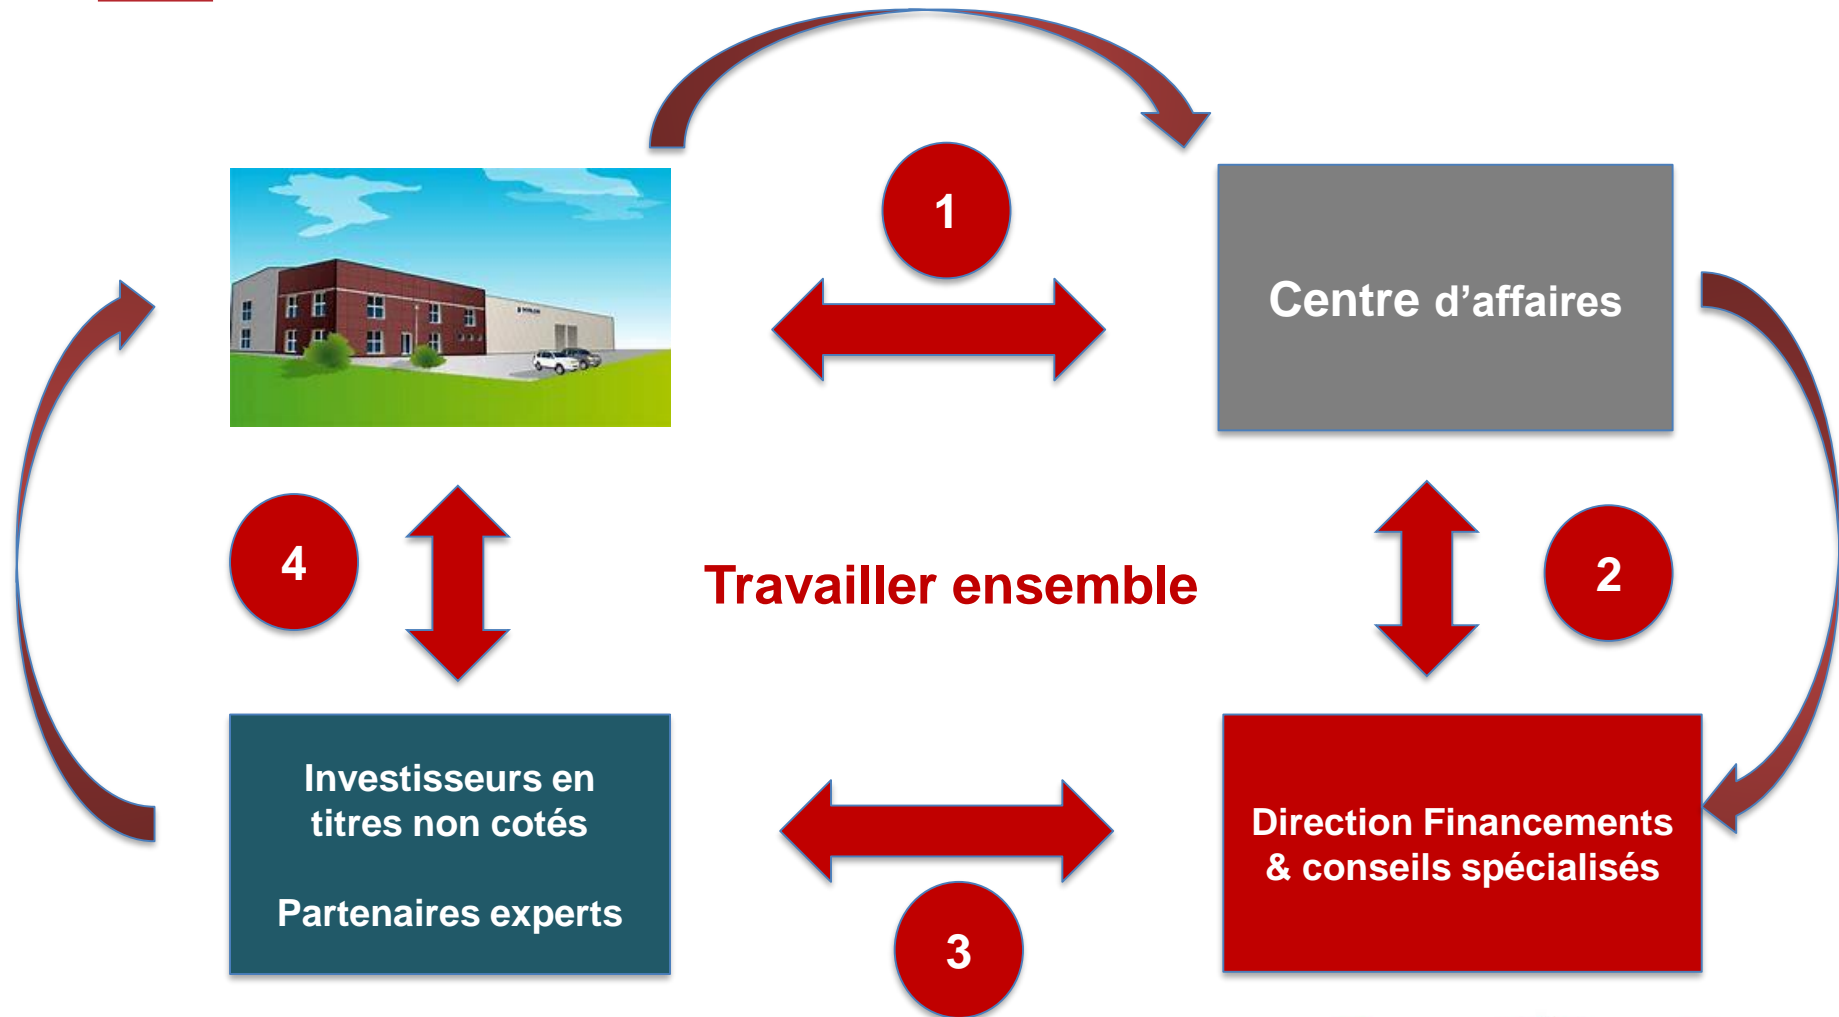 1
Centre d’affaires
4
Travailler ensemble
2
Investisseurs en
titres non cotés
Partenaires experts
Direction Financements
& conseils spécialisés
3